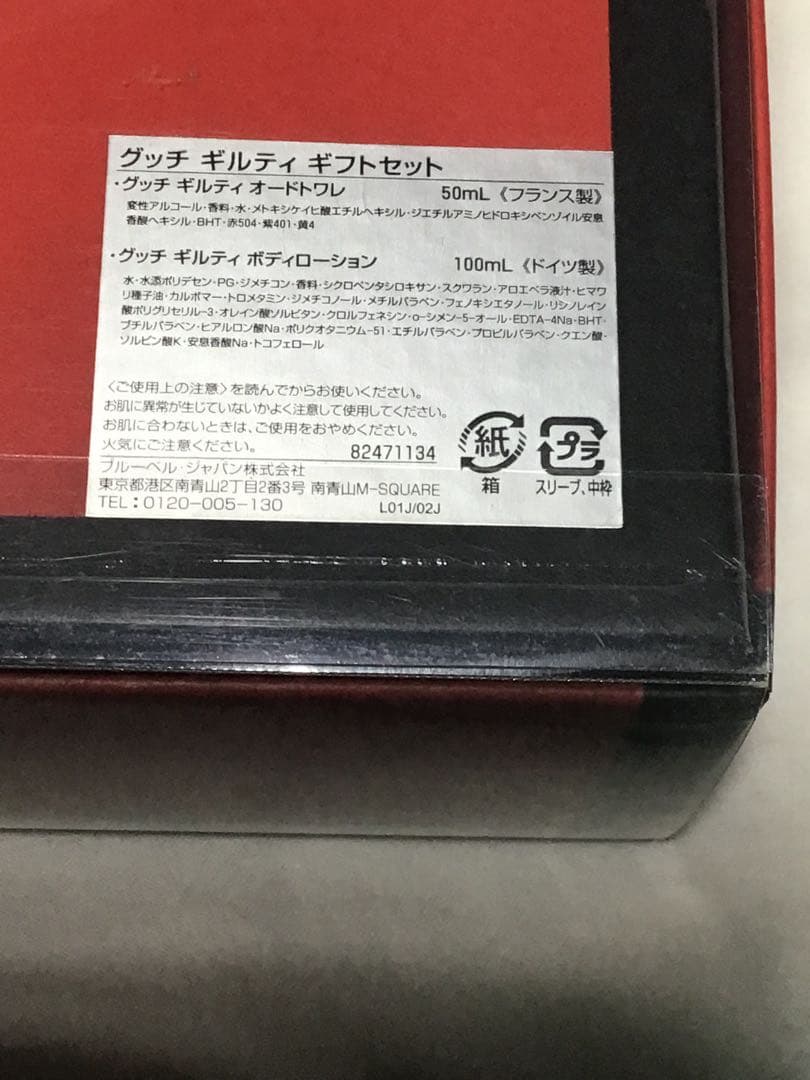 グッチ ギルティ ギフトセット
・グッチ ギルティ オードトワレ 50mL《フランス製》
変性アルコール・香料・水・メトキシケイヒ酸エチルヘキシル・ジエチルアミノヒドロキシベンゾイル安息
香酸ヘキシル・BHT・赤504・紫401・黄4
・グッチ ギルティ ボディローション 100mL《ドイツ製》
水・水添ポリデセン・PG・ジメチコン・香料・シクロペンタシロキサン・スクワラン・アロエベラ液汁・ヒマワ
リ種子油・カルボマー・トロメタミン・ジメチコノール・メチルパラベン・フェノキシエタノール・リシノレイン
酸ポリグリセリル-3・オレイン酸ソルビタン・クロルフェネシン・o-シメン-5-オール・EDTA-4Na・BHT・
ブチルパラベン・ヒアルロン酸Na・ポリクオタニウム-51・エチルパラベン・プロピルパラベン・クエン酸・
ソルビン酸K・安息香酸Na・トコフェロール
〈ご使用上の注意〉を読んでからお使いください。
お肌に異常が生じていないかよく注意して使用してください。
お肌に合わないときは、ご使用をおやめください。
火気にご注意ください。 82471134
ブルーベル・ジャパン株式会社
東京都港区南青山2丁目2番3号 南青山M-SQUARE
TEL：0120-005-130 L01J/02J
紙
箱
プラ
スリーブ、中枠